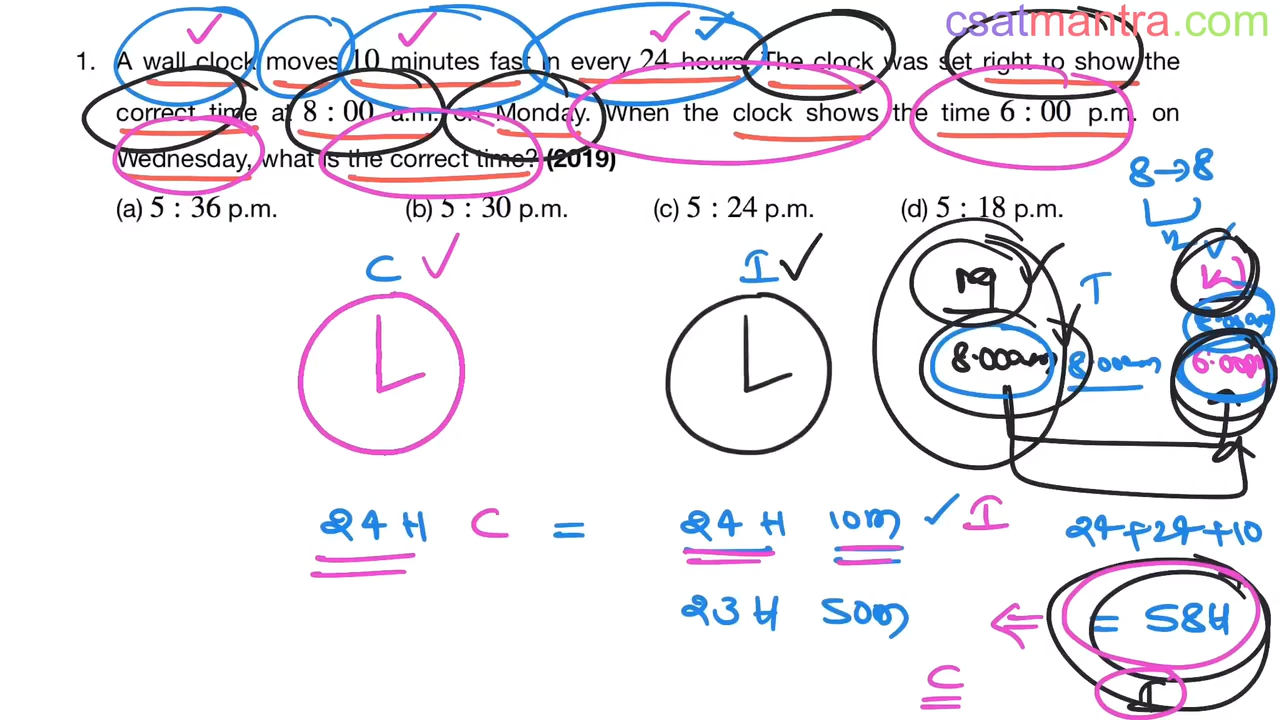 csatmantra.com
1. A wall clock moves 10 minutes fast in every 24 hours. The clock was set right to show the
correct time at 8 : 00 a.m. on Monday. When the clock shows the time 6 : 00 p.m. on
Wednesday, what is the correct time? (2019)
(a) 5 : 36 p.m. (b) 5 : 30 p.m. (c) 5 : 24 p.m. (d) 5 : 18 p.m.
8→8
C I T
8.00am 8.00am 6.00pm
24 H C = 24 H 10m I 24+24+10
23 H 50m = 58H
C I